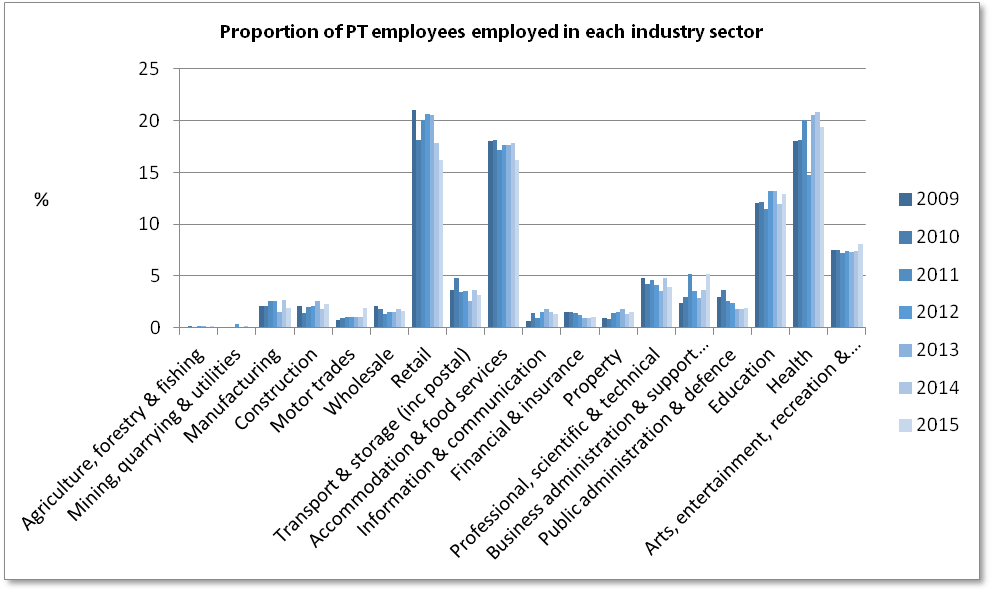 Proportion of PT employees employed in each industry sector
25
20
15
10
5
0
%
Agriculture, forestry & fishing
Mining, quarrying & utilities
Manufacturing
Construction
Motor trades
Wholesale
Retail
Transport & storage (inc postal)
Accommodation & food services
Information & communication
Financial & insurance
Property
Professional, scientific & technical
Business administration & support...
Public administration & defence
Education
Health
Arts, entertainment, recreation &...
2009
2010
2011
2012
2013
2014
2015